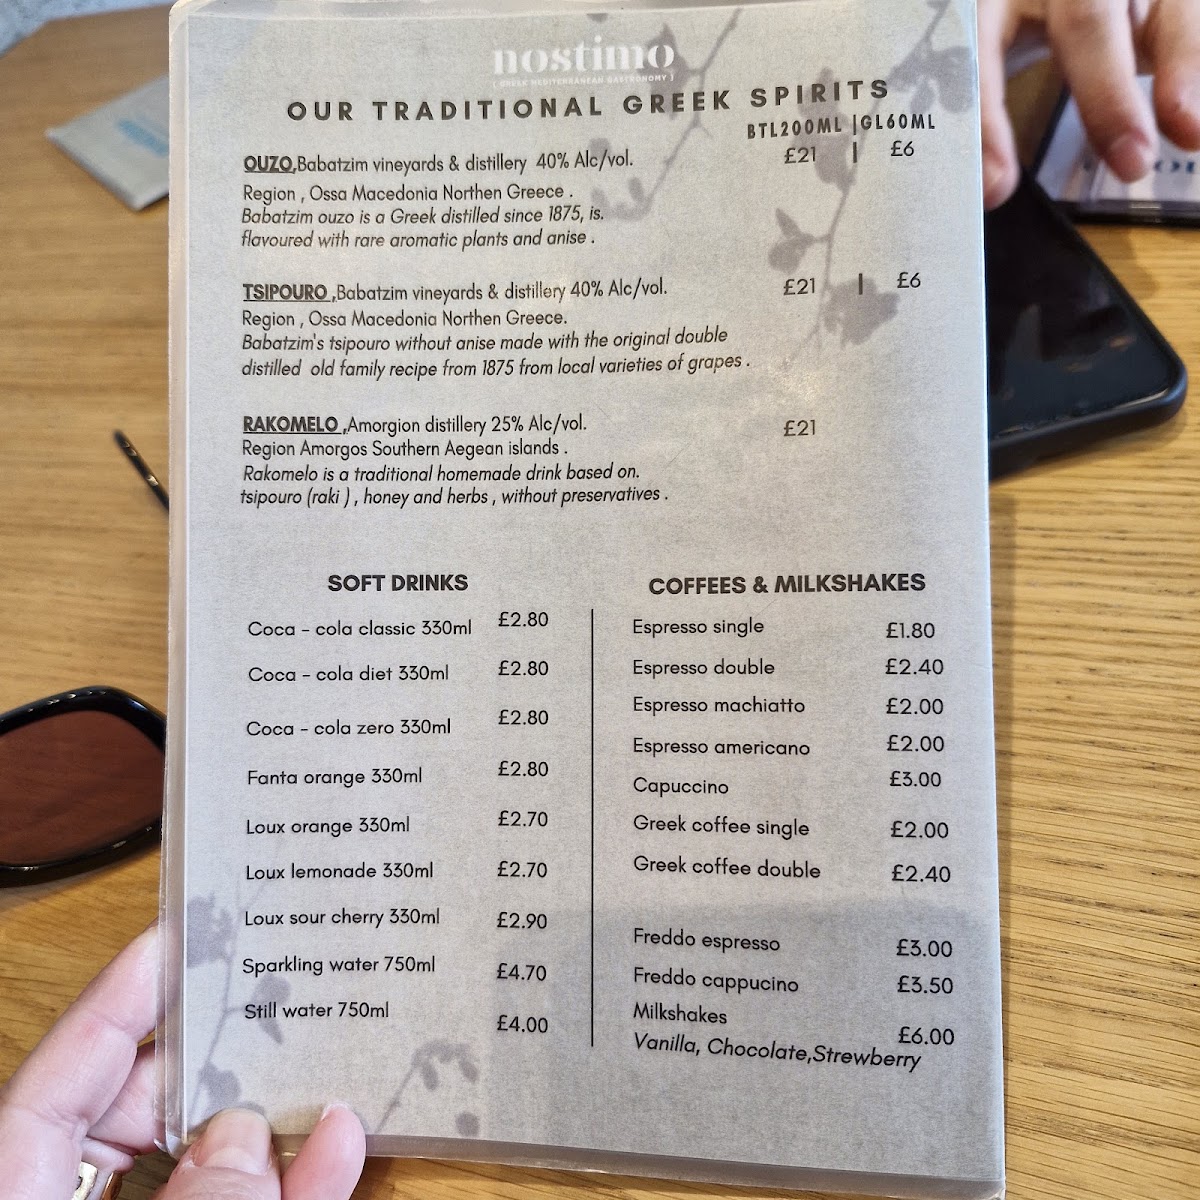 nostimo
( GREEK MEDITERRANEAN GASTRONOMY )
OUR TRADITIONAL GREEK SPIRITS
BTL200ML |GL60ML
OUZO,Babatzim vineyards & distillery 40% Alc/vol. £21 | £6
Region , Ossa Macedonia Northen Greece .
Babatzim ouzo is a Greek distilled since 1875, is.
flavoured with rare aromatic plants and anise .
TSIPOURO ,Babatzim vineyards & distillery 40% Alc/vol. £21 | £6
Region , Ossa Macedonia Northen Greece.
Babatzim's tsipouro without anise made with the original double
distilled old family recipe from 1875 from local varieties of grapes .
RAKOMELO ,Amorgion distillery 25% Alc/vol. £21
Region Amorgos Southern Aegean islands .
Rakomelo is a traditional homemade drink based on.
tsipouro (raki ) , honey and herbs , without preservatives .
SOFT DRINKS
Coca - cola classic 330ml £2.80
Coca - cola diet 330ml £2.80
Coca - cola zero 330ml £2.80
Fanta orange 330ml £2.80
Loux orange 330ml £2.70
Loux lemonade 330ml £2.70
Loux sour cherry 330ml £2.90
Sparkling water 750ml £4.70
Still water 750ml £4.00
COFFEES & MILKSHAKES
Espresso single £1.80
Espresso double £2.40
Espresso machiatto £2.00
Espresso americano £2.00
Capuccino £3.00
Greek coffee single £2.00
Greek coffee double £2.40
Freddo espresso £3.00
Freddo cappucino £3.50
Milkshakes £6.00
Vanilla, Chocolate,Strewberry